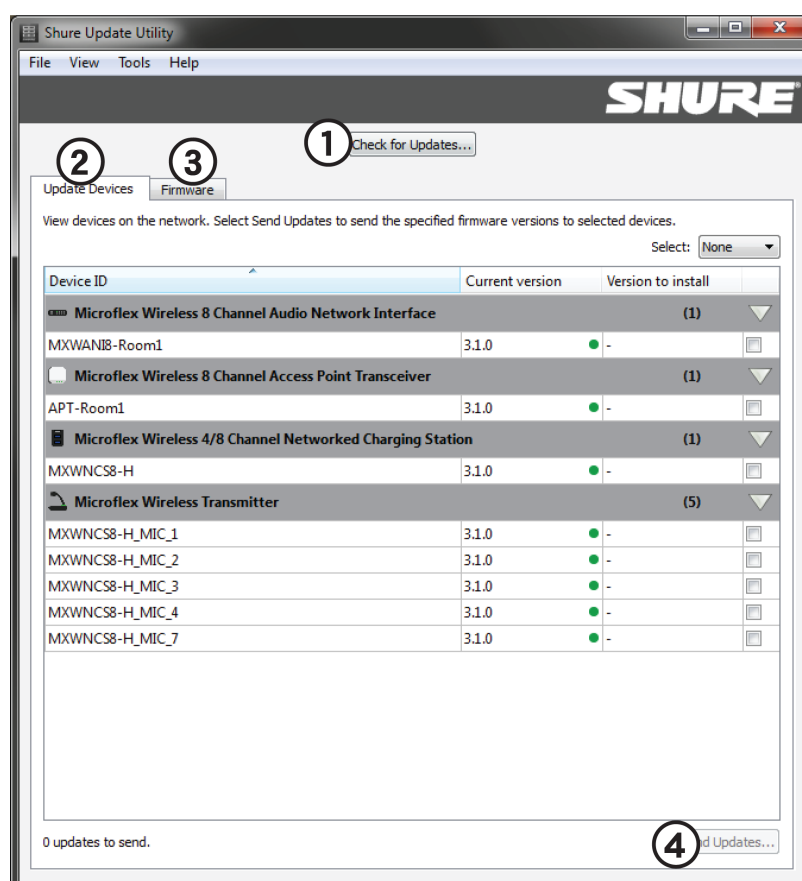 Shure Update Utility
File View Tools Help
SHURE
1 Check for Updates...
2 3
Update Devices Firmware
View devices on the network. Select Send Updates to send the specified firmware versions to selected devices.
Select: None
Device ID Current version Version to install
Microflex Wireless 8 Channel Audio Network Interface (1)
MXWANI8-Room1 3.1.0 -
Microflex Wireless 8 Channel Access Point Transceiver (1)
APT-Room1 3.1.0 -
Microflex Wireless 4/8 Channel Networked Charging Station (1)
MXWNCS8-H 3.1.0 -
Microflex Wireless Transmitter (5)
MXWNCS8-H_MIC_1 3.1.0 -
MXWNCS8-H_MIC_2 3.1.0 -
MXWNCS8-H_MIC_3 3.1.0 -
MXWNCS8-H_MIC_4 3.1.0 -
MXWNCS8-H_MIC_7 3.1.0 -
0 updates to send. 4 d Updates...